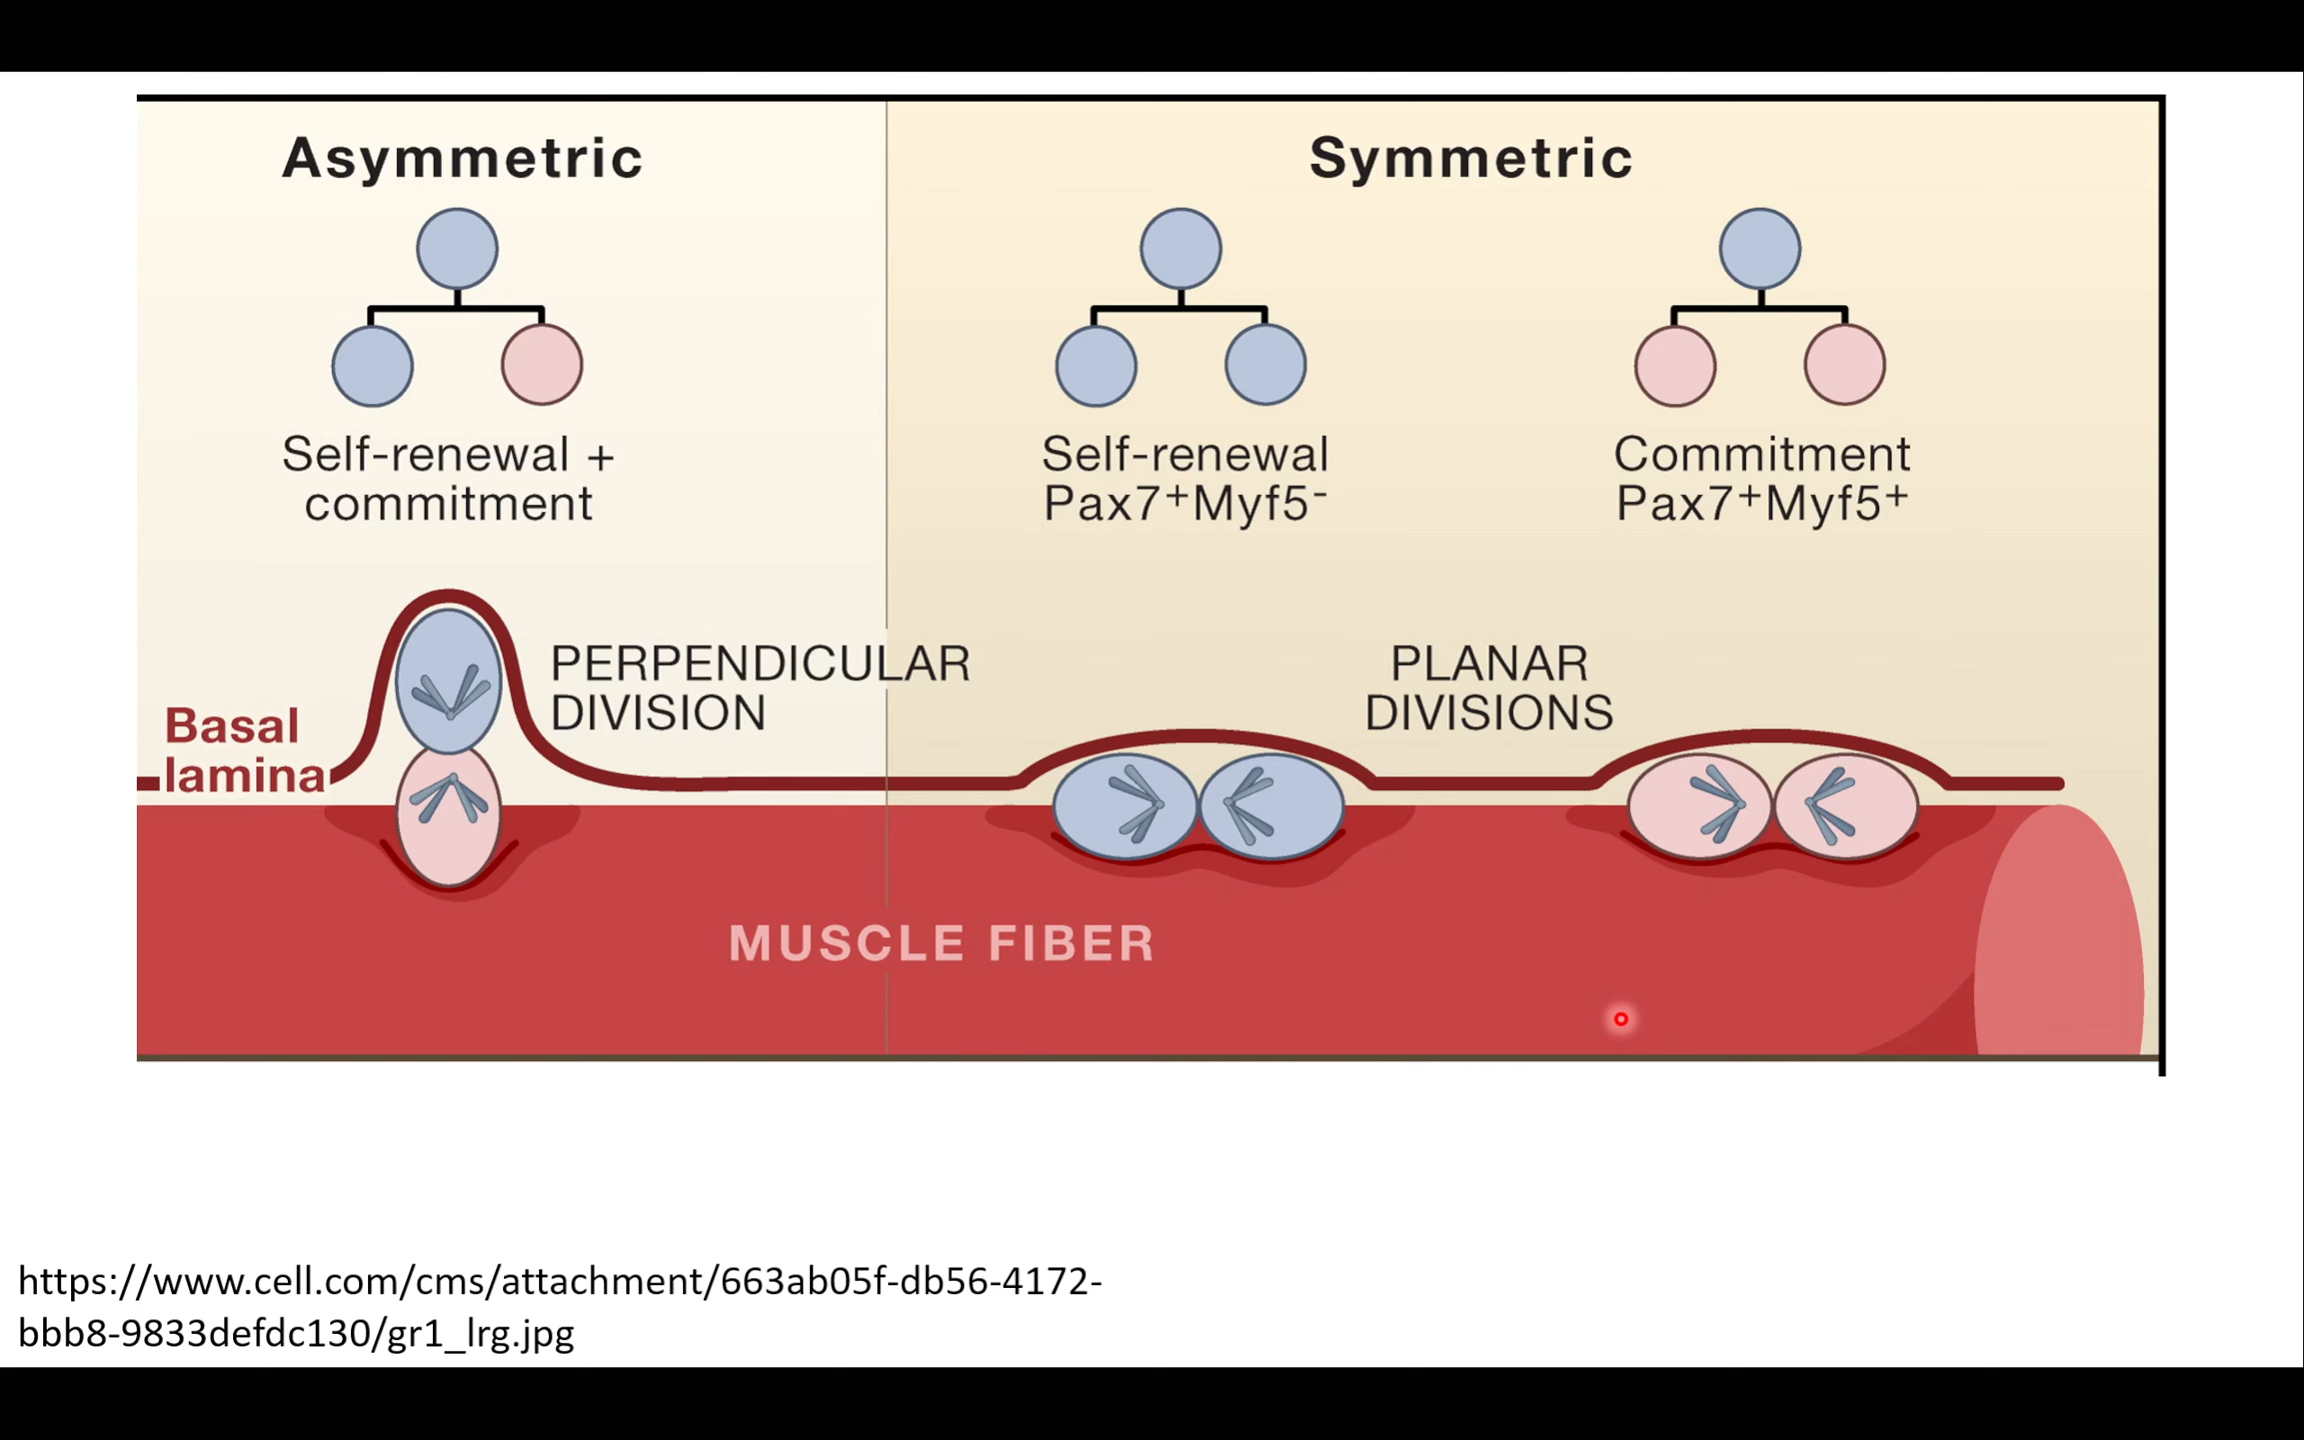 Asymmetric
Symmetric
Self-renewal +
commitment
Self-renewal
Pax7⁺Myf5⁻
Commitment
Pax7⁺Myf5⁺
PERPENDICULAR
DIVISION
PLANAR
DIVISIONS
Basal
lamina
MUSCLE FIBER
https://www.cell.com/cms/attachment/663ab05f-db56-4172-
bbb8-9833defdc130/gr1_lrg.jpg